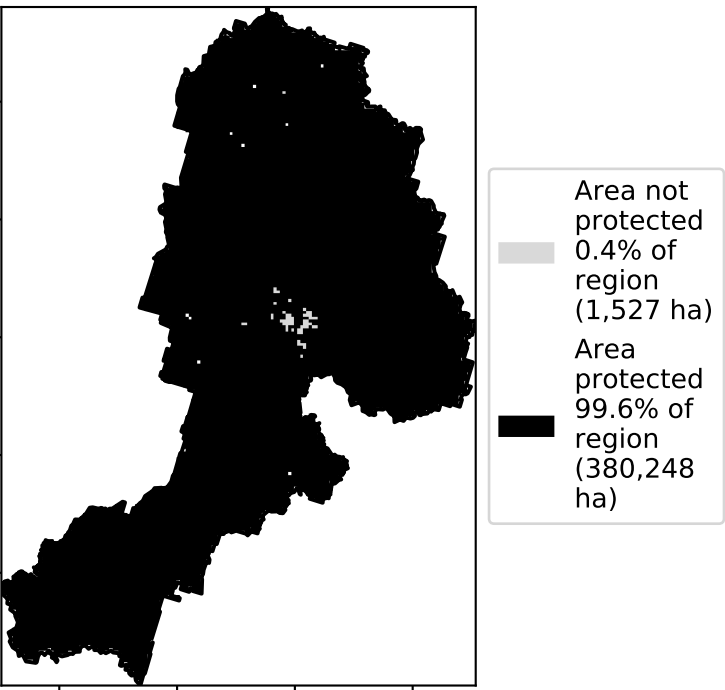 Area not
protected
0.4% of
region
(1,527 ha)
Area
protected
99.6% of
region
(380,248
ha)